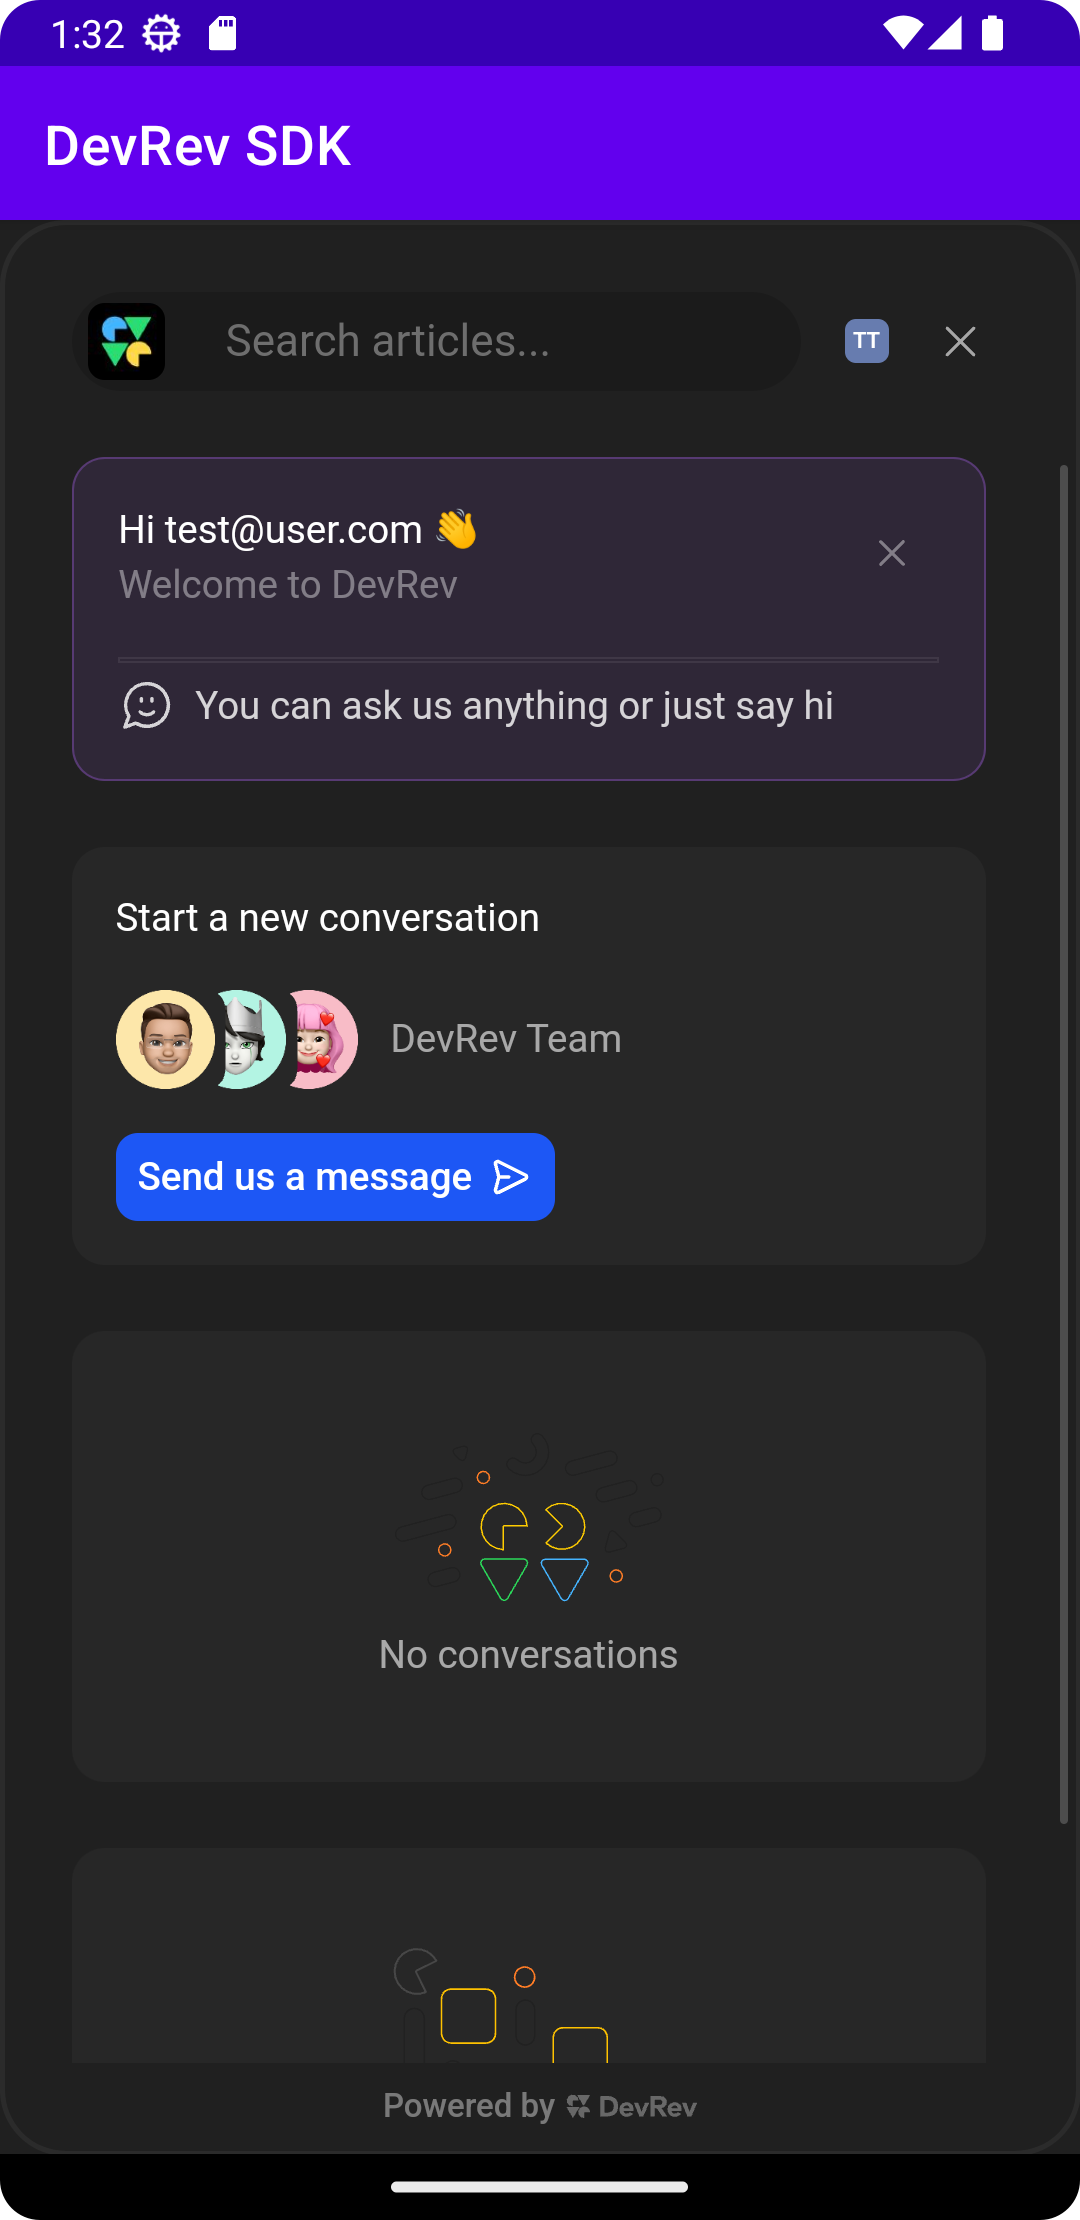 1:32
DevRev SDK
Search articles...
TT
Hi test@user.com 👋
Welcome to DevRev
You can ask us anything or just say hi
Start a new conversation
DevRev Team
Send us a message
No conversations
Powered by DevRev